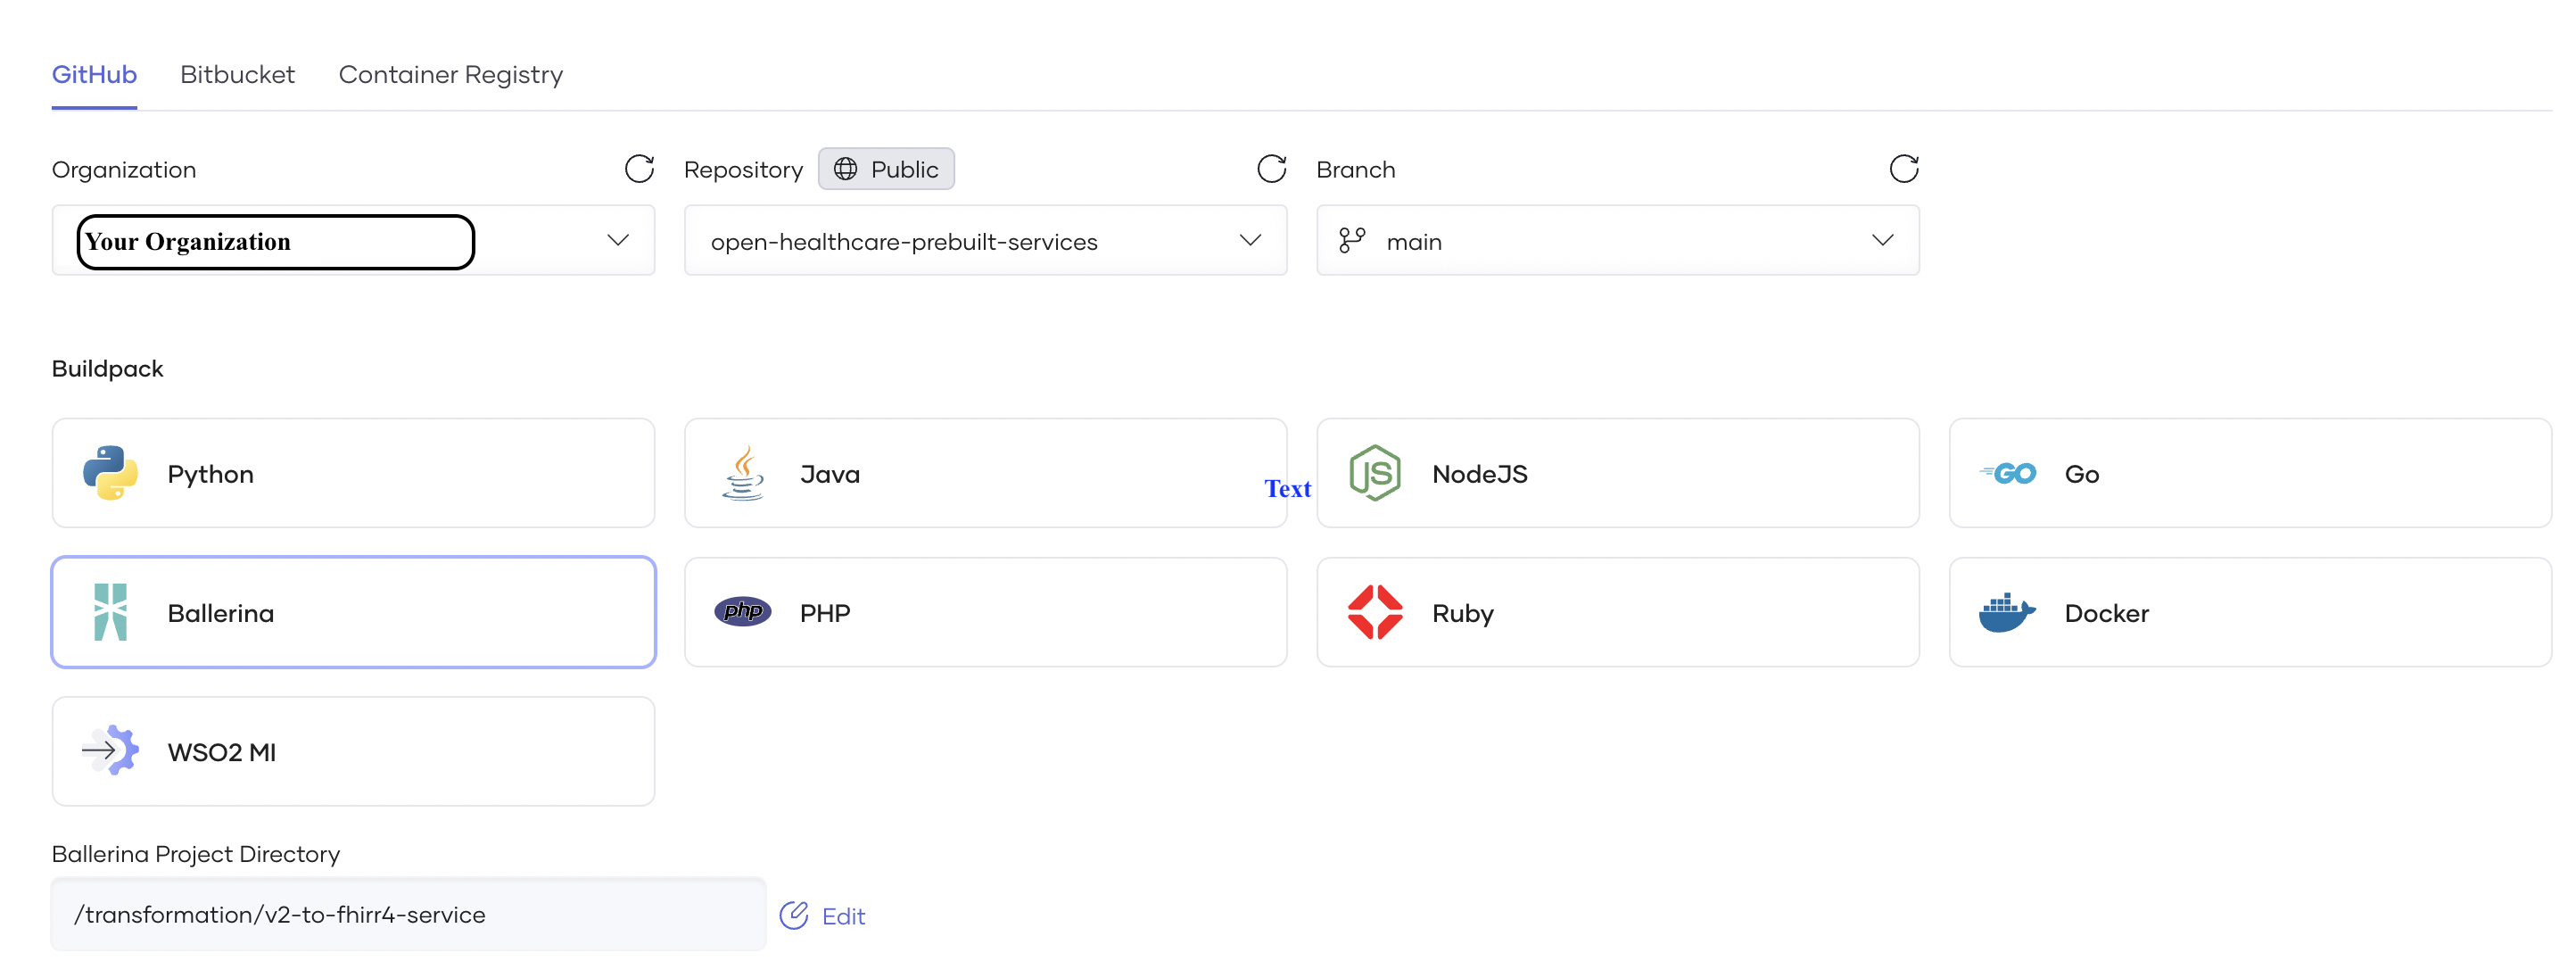 GitHub Bitbucket Container Registry
Organization Repository Public Branch
Your Organization open-healthcare-prebuilt-services main
Buildpack
Python Java NodeJS GO Go
Text
Ballerina php PHP Ruby Docker
WSO2 MI
Ballerina Project Directory
/transformation/v2-to-fhirr4-service Edit